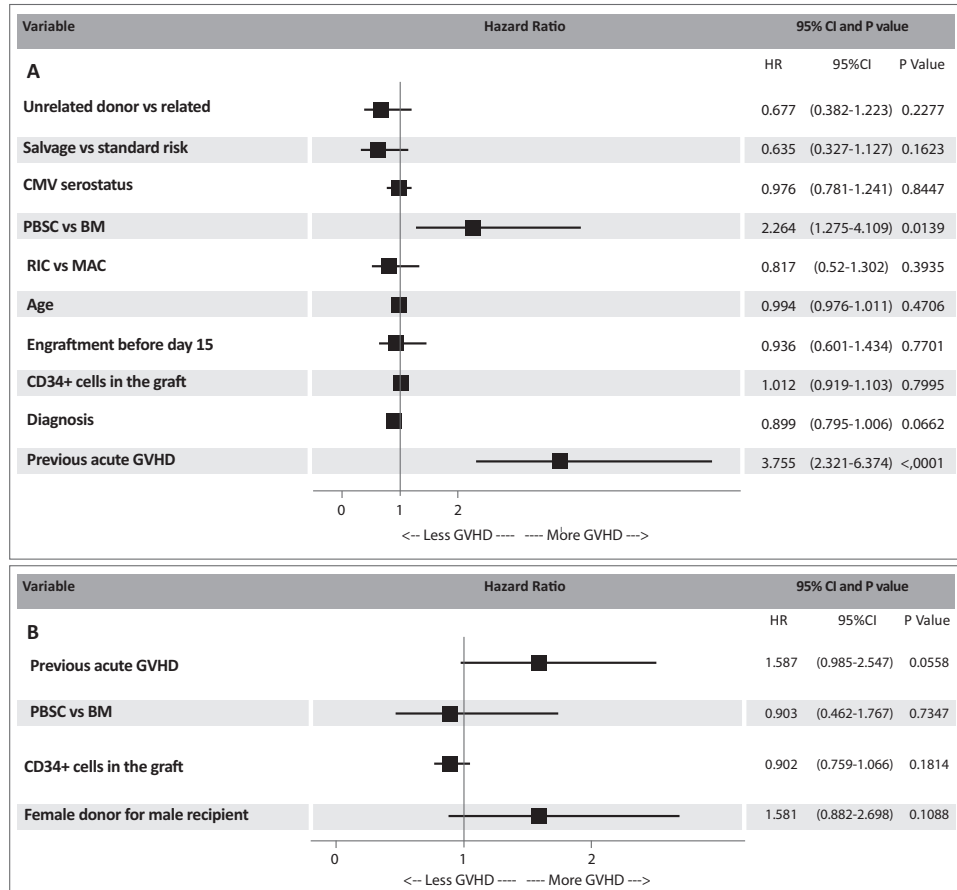 Variable Hazard Ratio 95% CI and P value
A HR 95%CI P Value
Unrelated donor vs related 0.677 (0.382-1.223) 0.2277
Salvage vs standard risk 0.635 (0.327-1.127) 0.1623
CMV serostatus 0.976 (0.781-1.241) 0.8447
PBSC vs BM 2.264 (1.275-4.109) 0.0139
RIC vs MAC 0.817 (0.52-1.302) 0.3935
Age 0.994 (0.976-1.011) 0.4706
Engraftment before day 15 0.936 (0.601-1.434) 0.7701
CD34+ cells in the graft 1.012 (0.919-1.103) 0.7995
Diagnosis 0.899 (0.795-1.006) 0.0662
Previous acute GVHD 3.755 (2.321-6.374) <,0001
0 1 2
<-- Less GVHD ---- ---- More GVHD --->
Variable Hazard Ratio 95% CI and P value
B HR 95%CI P Value
Previous acute GVHD 1.587 (0.985-2.547) 0.0558
PBSC vs BM 0.903 (0.462-1.767) 0.7347
CD34+ cells in the graft 0.902 (0.759-1.066) 0.1814
Female donor for male recipient 1.581 (0.882-2.698) 0.1088
0 1 2
<-- Less GVHD ---- ---- More GVHD --->